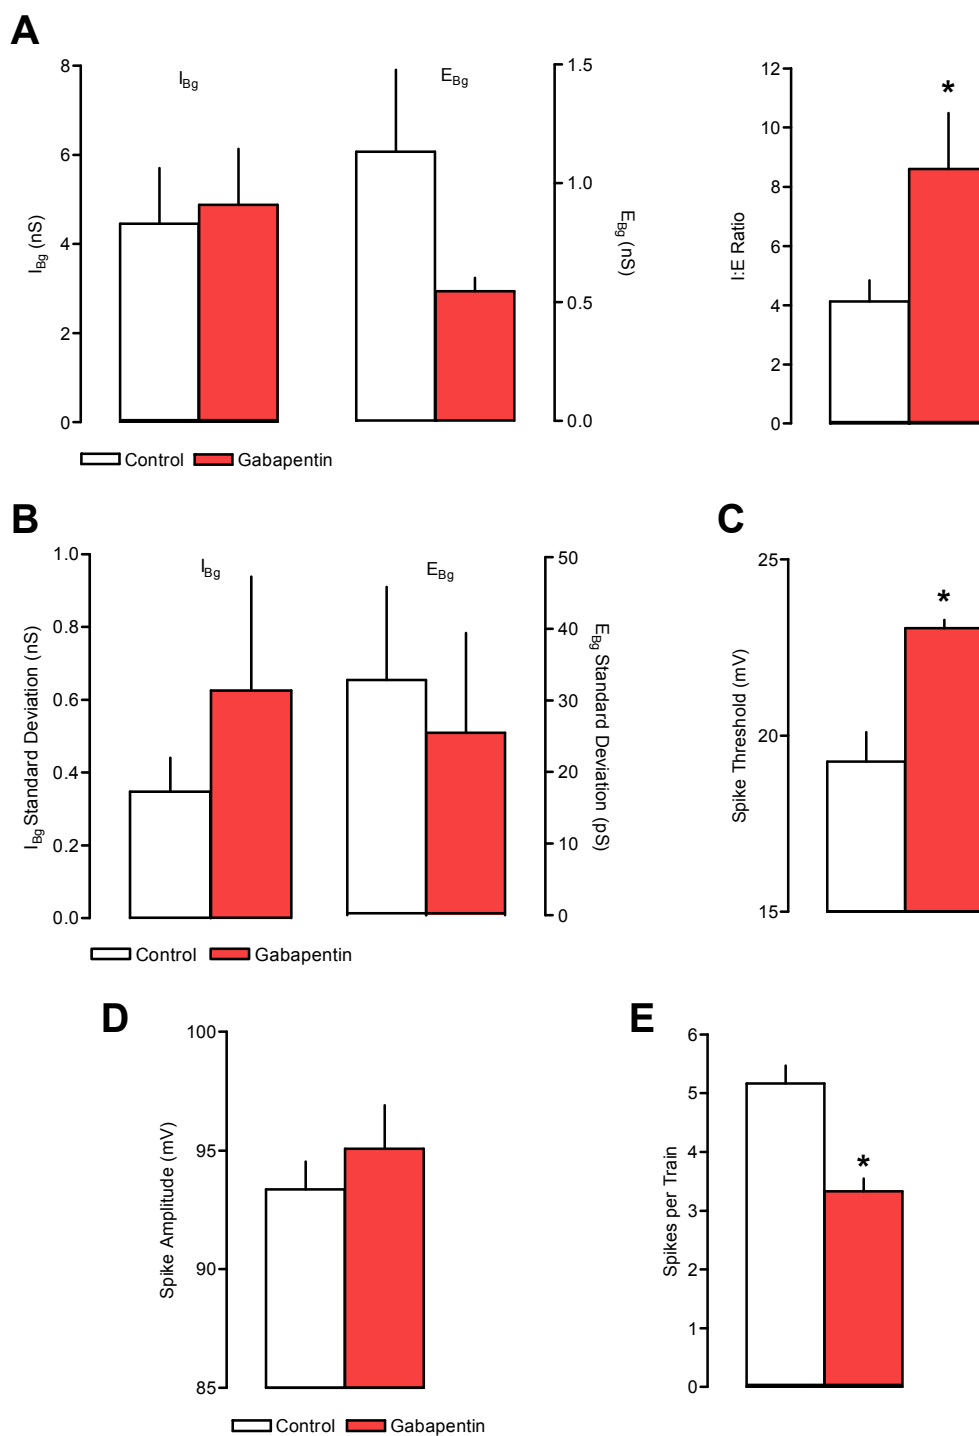 A
I_Bg
E_Bg
8
6
4
2
0
I_Bg (nS)
1.5
1.0
0.5
0.0
E_Bg (nS)
12
10
8
6
4
2
0
I:E Ratio
*
Control Gabapentin
B
I_Bg
E_Bg
1.0
0.8
0.6
0.4
0.2
0.0
I_Bg Standard Deviation (nS)
50
40
30
20
10
0
E_Bg Standard Deviation (pS)
Control Gabapentin
C
25
20
15
Spike Threshold (mV)
*
D
100
95
90
85
Spike Amplitude (mV)
Control Gabapentin
E
6
5
4
3
2
1
0
Spikes per Train
*